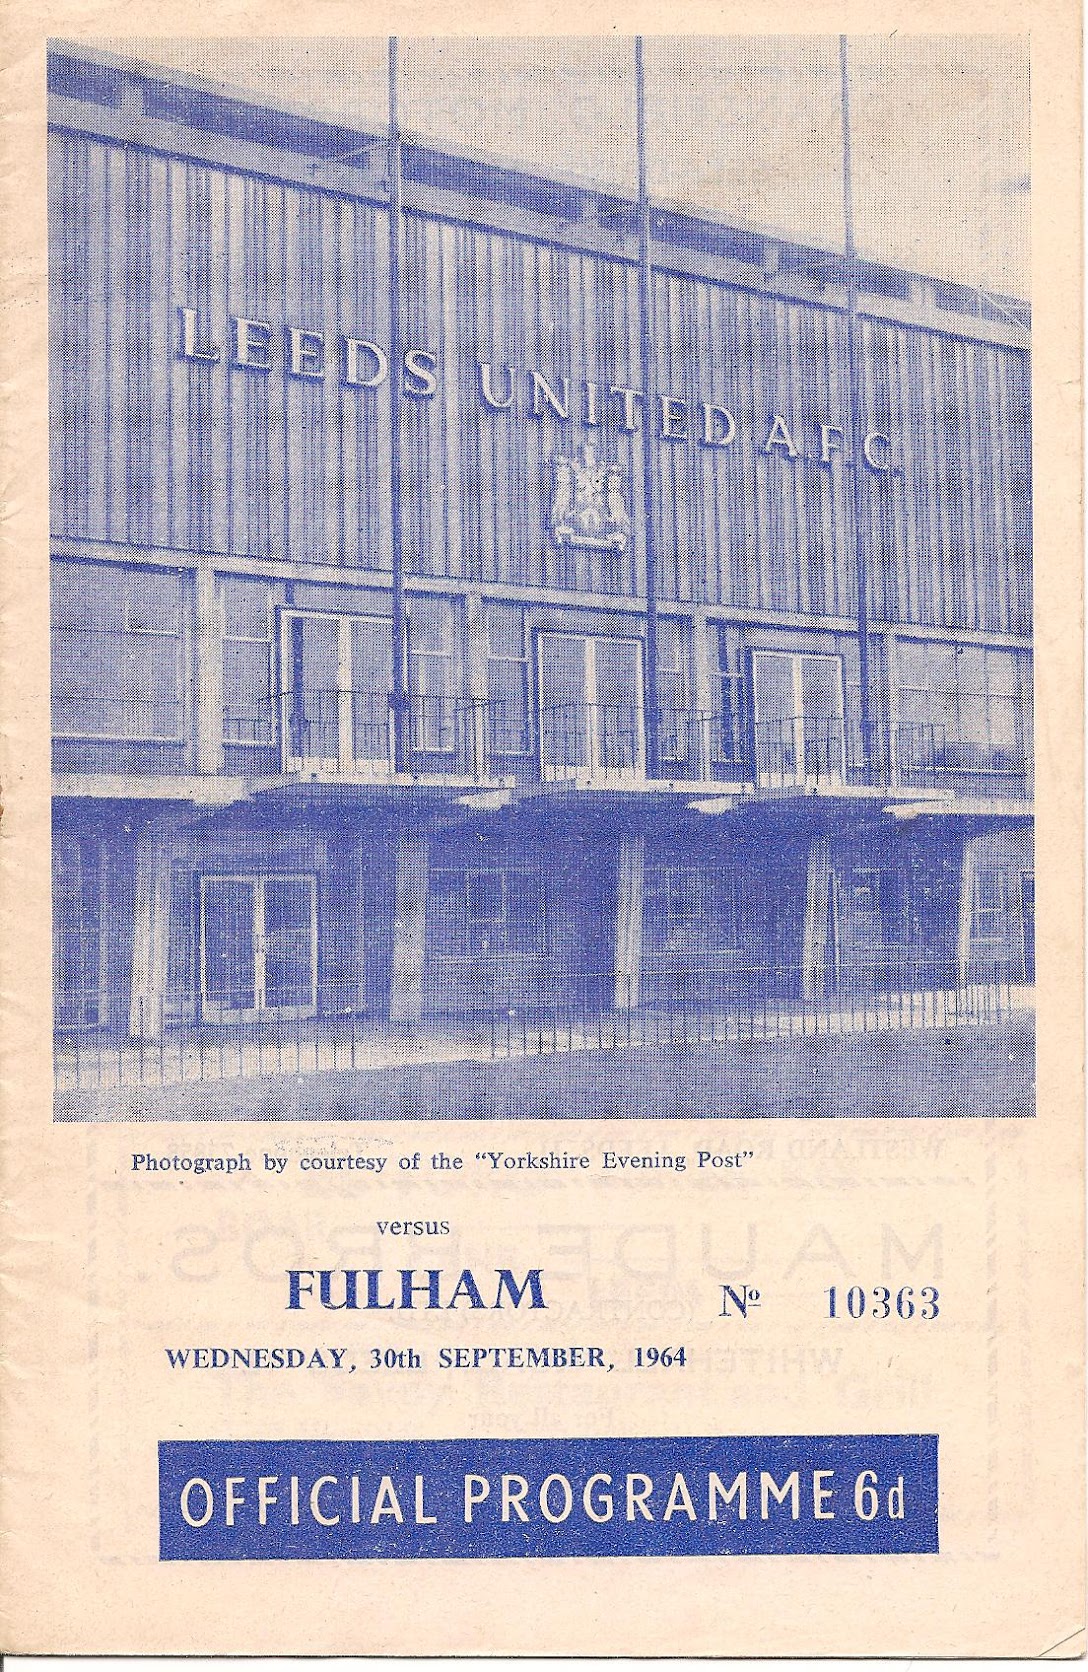 LEEDS UNITED A.F.C.
Photograph by courtesy of the "Yorkshire Evening Post"
versus
FULHAM
Nº 10363
WEDNESDAY, 30th SEPTEMBER, 1964
OFFICIAL PROGRAMME 6d